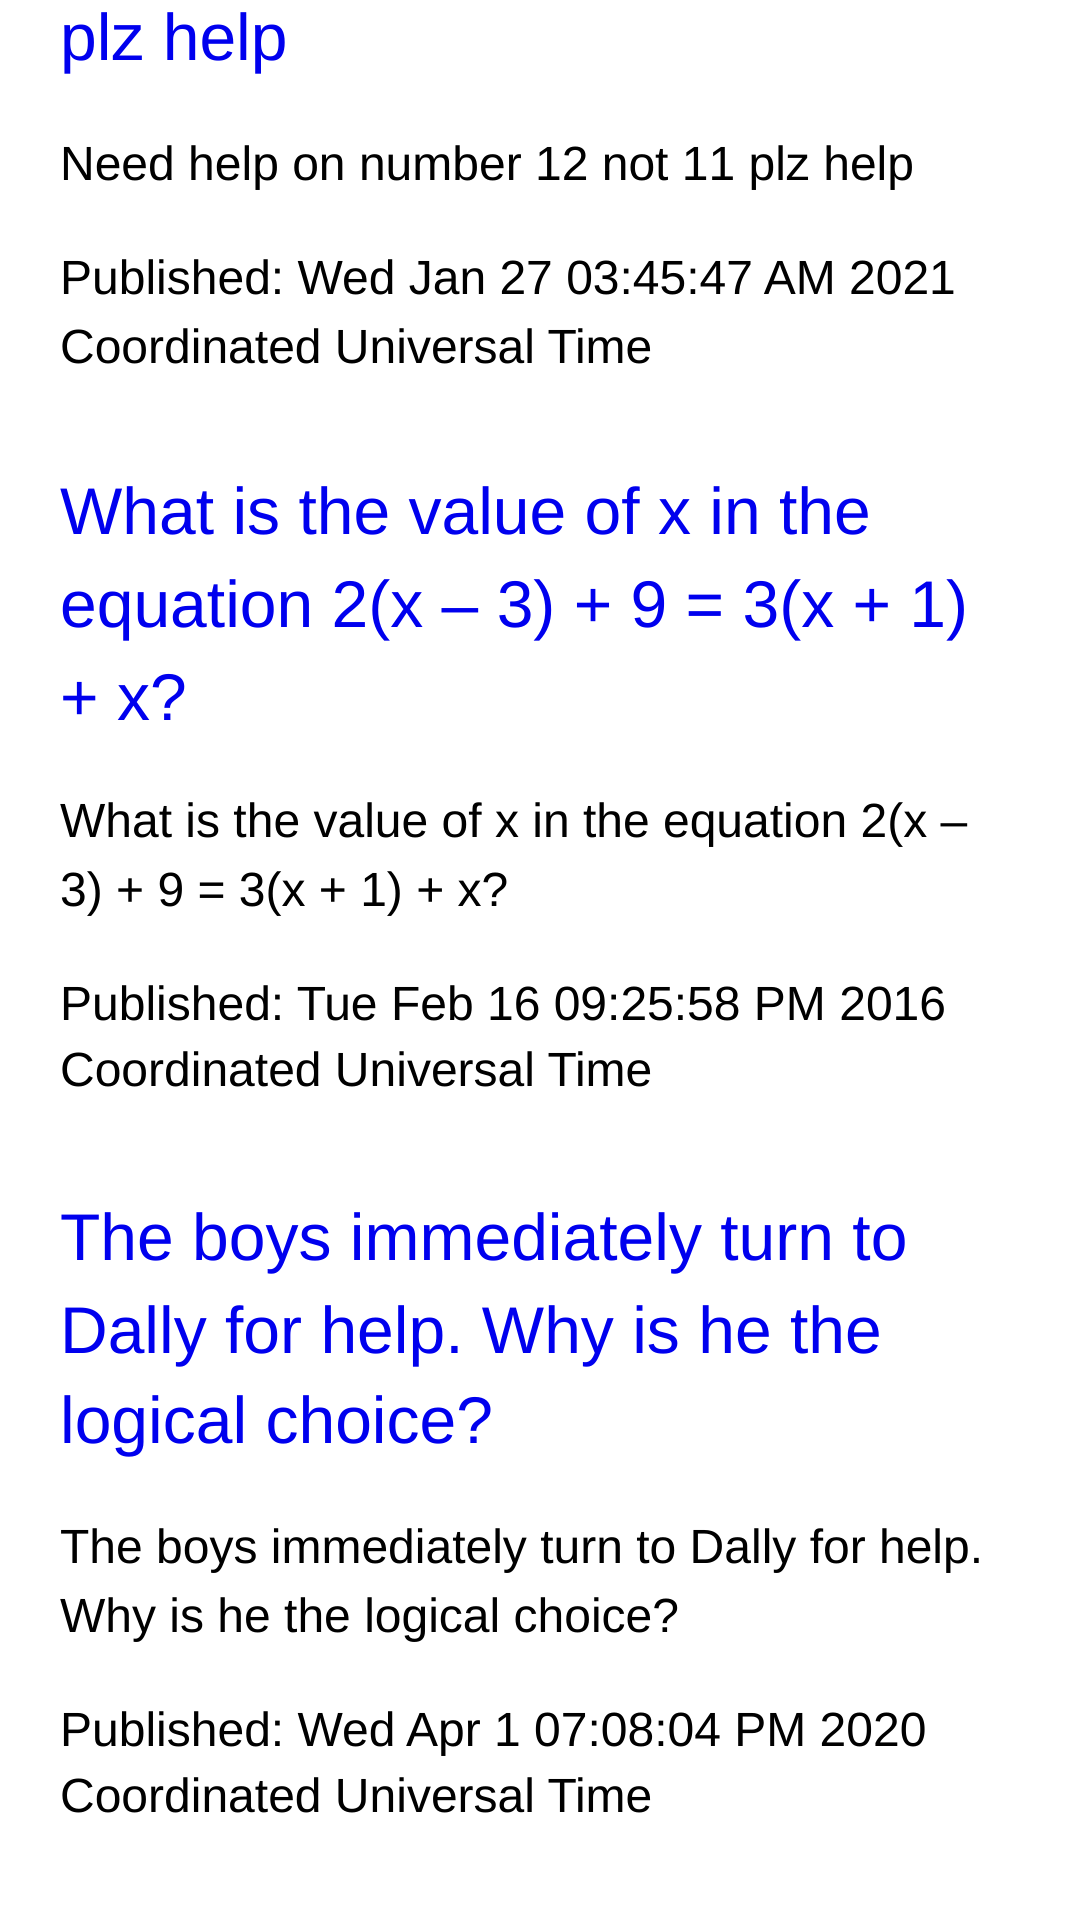 plz help
Need help on number 12 not 11 plz help
Published: Wed Jan 27 03:45:47 AM 2021
Coordinated Universal Time
What is the value of x in the
equation 2(x – 3) + 9 = 3(x + 1)
+ x?
What is the value of x in the equation 2(x –
3) + 9 = 3(x + 1) + x?
Published: Tue Feb 16 09:25:58 PM 2016
Coordinated Universal Time
The boys immediately turn to
Dally for help. Why is he the
logical choice?
The boys immediately turn to Dally for help.
Why is he the logical choice?
Published: Wed Apr 1 07:08:04 PM 2020
Coordinated Universal Time